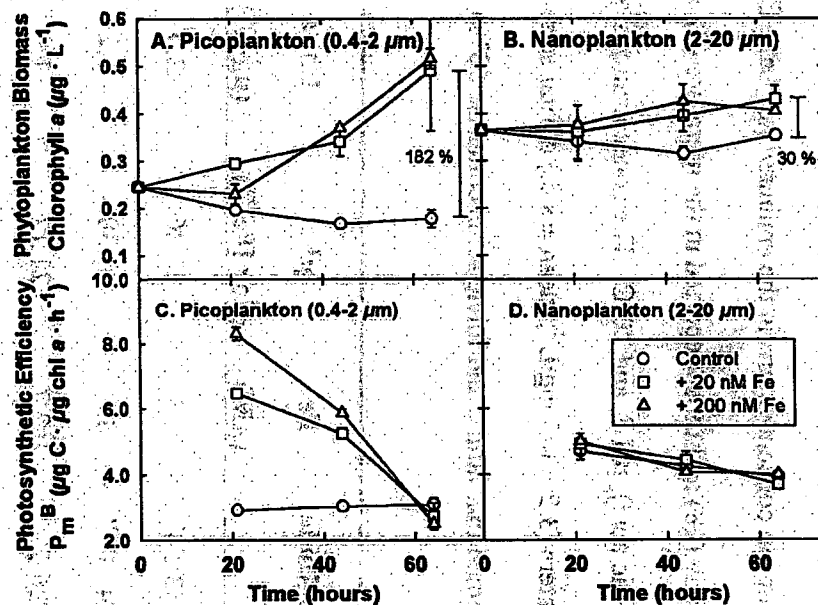 Phytoplankton Biomass
Chlorophyll a (µg · L⁻¹)
0.6
0.5
0.4
0.3
0.2
0.1
A. Picoplankton (0.4-2 µm)
182 %
B. Nanoplankton (2-20 µm)
30 %
Photosynthetic Efficiency
PmB (µg C · µg chl a · h⁻¹)
10.0
8.0
6.0
4.0
2.0
C. Picoplankton (0.4-2 µm)
D. Nanoplankton (2-20 µm)
Control
+ 20 nM Fe
+ 200 nM Fe
0 20 40 60 0 20 40 60
Time (hours) Time (hours)